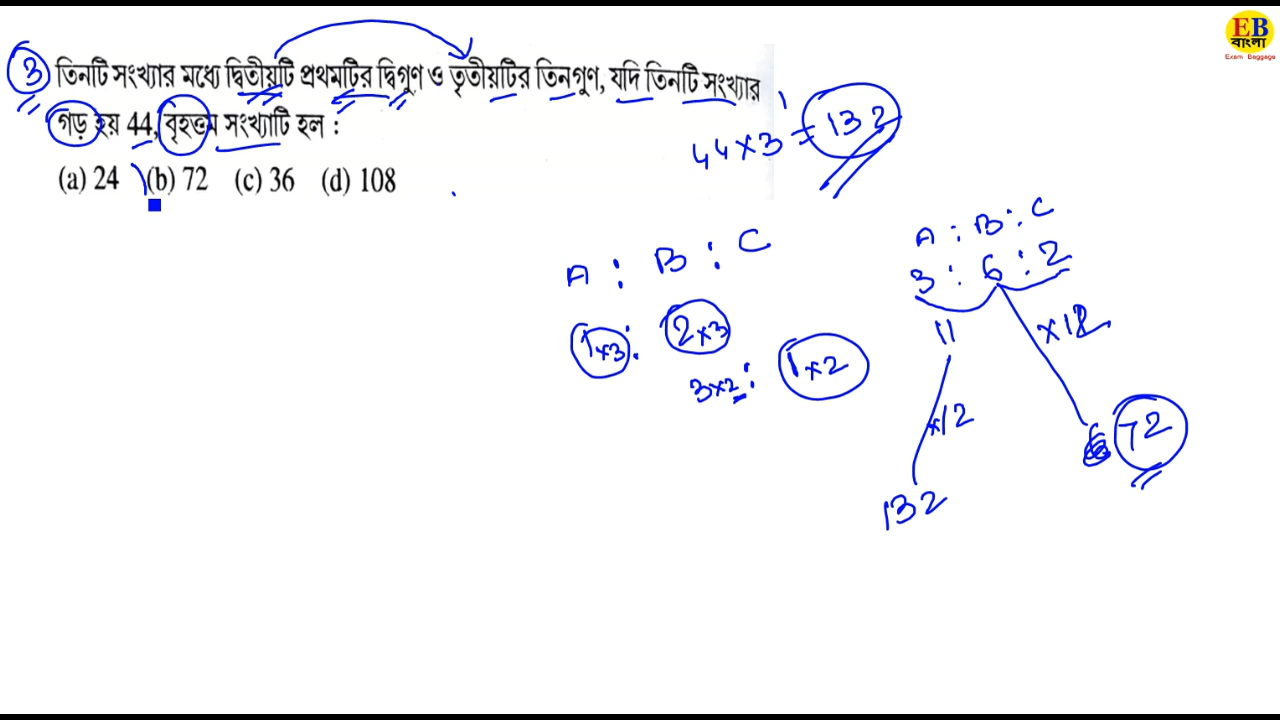 EB
বাংলা
Exam Baggage
3 তিনটি সংখ্যার মধ্যে দ্বিতীয়টি প্রথমটির দ্বিগুণ ও তৃতীয়টির তিনগুণ, যদি তিনটি সংখ্যার
গড় হয় 44, বৃহত্তম সংখ্যাটি হল :
(a) 24 (b) 72 (c) 36 (d) 108
44×3 = 132
A : B : C
1×3 : 2×3
3×2 : 1×2
A : B : C
3 : 6 : 2
11
×12
×12
72
132